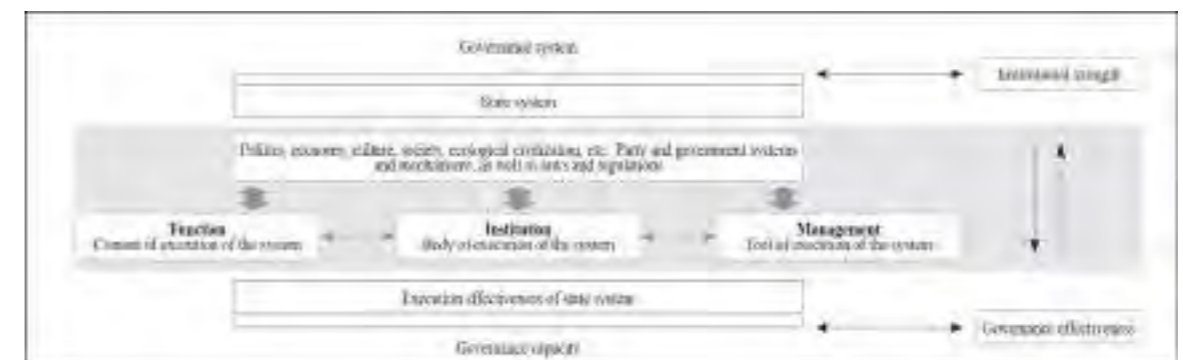 Governance system
State system
Institutional strength
Politics, economy, culture, society, ecological civilization, etc. Party and government systems
and mechanisms, as well as laws and regulations
Function
Content of execution of the system
Institution
Body of execution of the system
Management
Tool of execution of the system
Execution effectiveness of state system
Governance capacity
Governance effectiveness